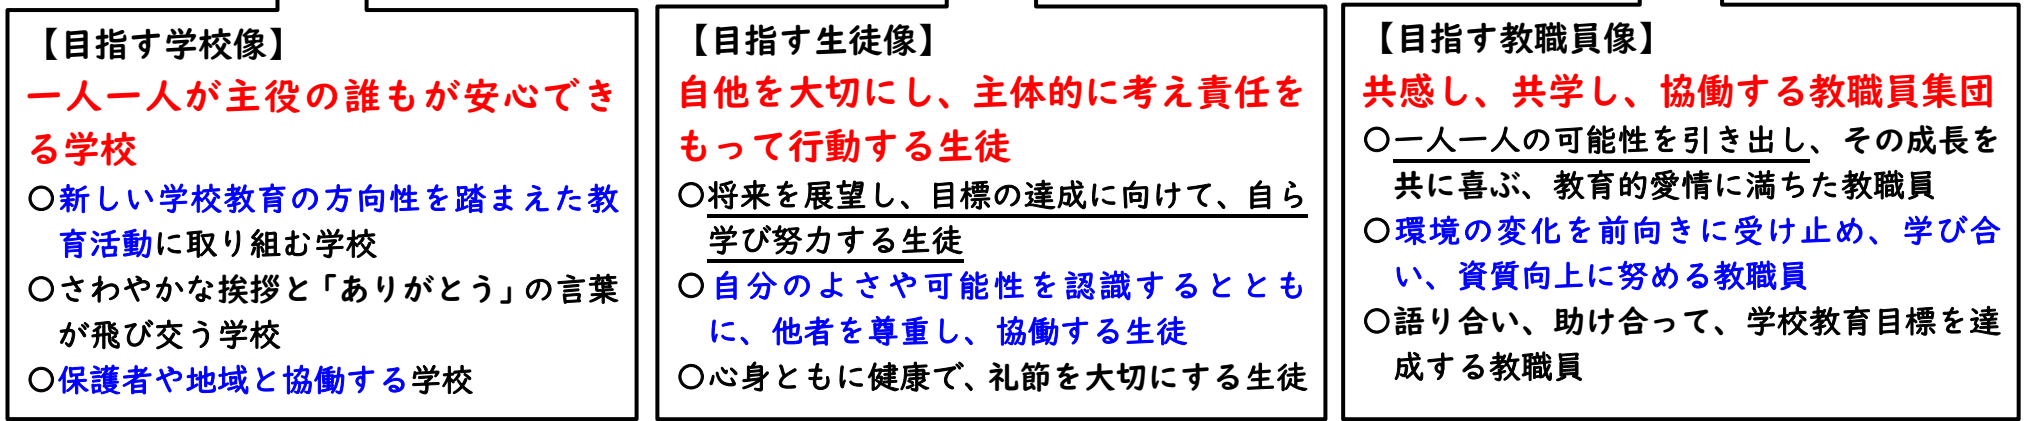 【目指す学校像】
一人一人が主役の誰もが安心でき
る学校
〇新しい学校教育の方向性を踏まえた教
育活動に取り組む学校
〇さわやかな挨拶と「ありがとう」の言葉
が飛び交う学校
〇保護者や地域と協働する学校
【目指す生徒像】
自他を大切にし、主体的に考え責任を
もって行動する生徒
〇将来を展望し、目標の達成に向けて、自ら
学び努力する生徒
〇自分のよさや可能性を認識するととも
に、他者を尊重し、協働する生徒
〇心身ともに健康で、礼節を大切にする生徒
【目指す教職員像】
共感し、共学し、協働する教職員集団
〇一人一人の可能性を引き出し、その成長を
共に喜ぶ、教育的愛情に満ちた教職員
〇環境の変化を前向きに受け止め、学び合
い、資質向上に努める教職員
〇語り合い、助け合って、学校教育目標を達
成する教職員